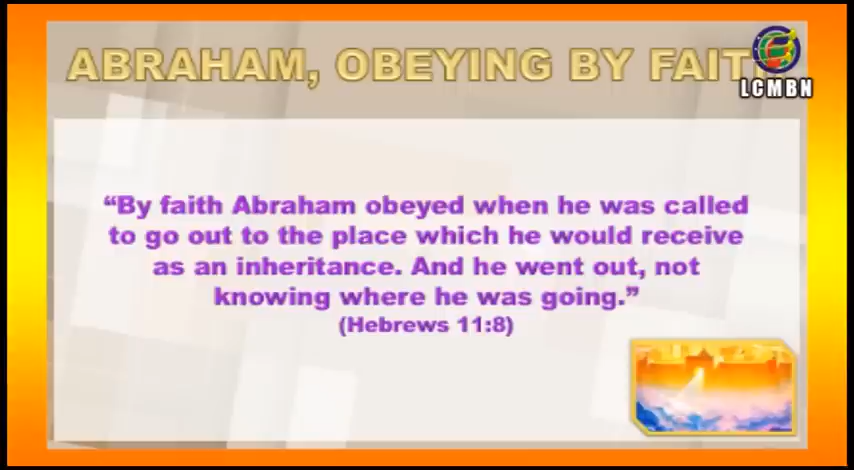 ABRAHAM, OBEYING BY FAIT
LCMBN
“By faith Abraham obeyed when he was called
to go out to the place which he would receive
as an inheritance. And he went out, not
knowing where he was going.”
(Hebrews 11:8)